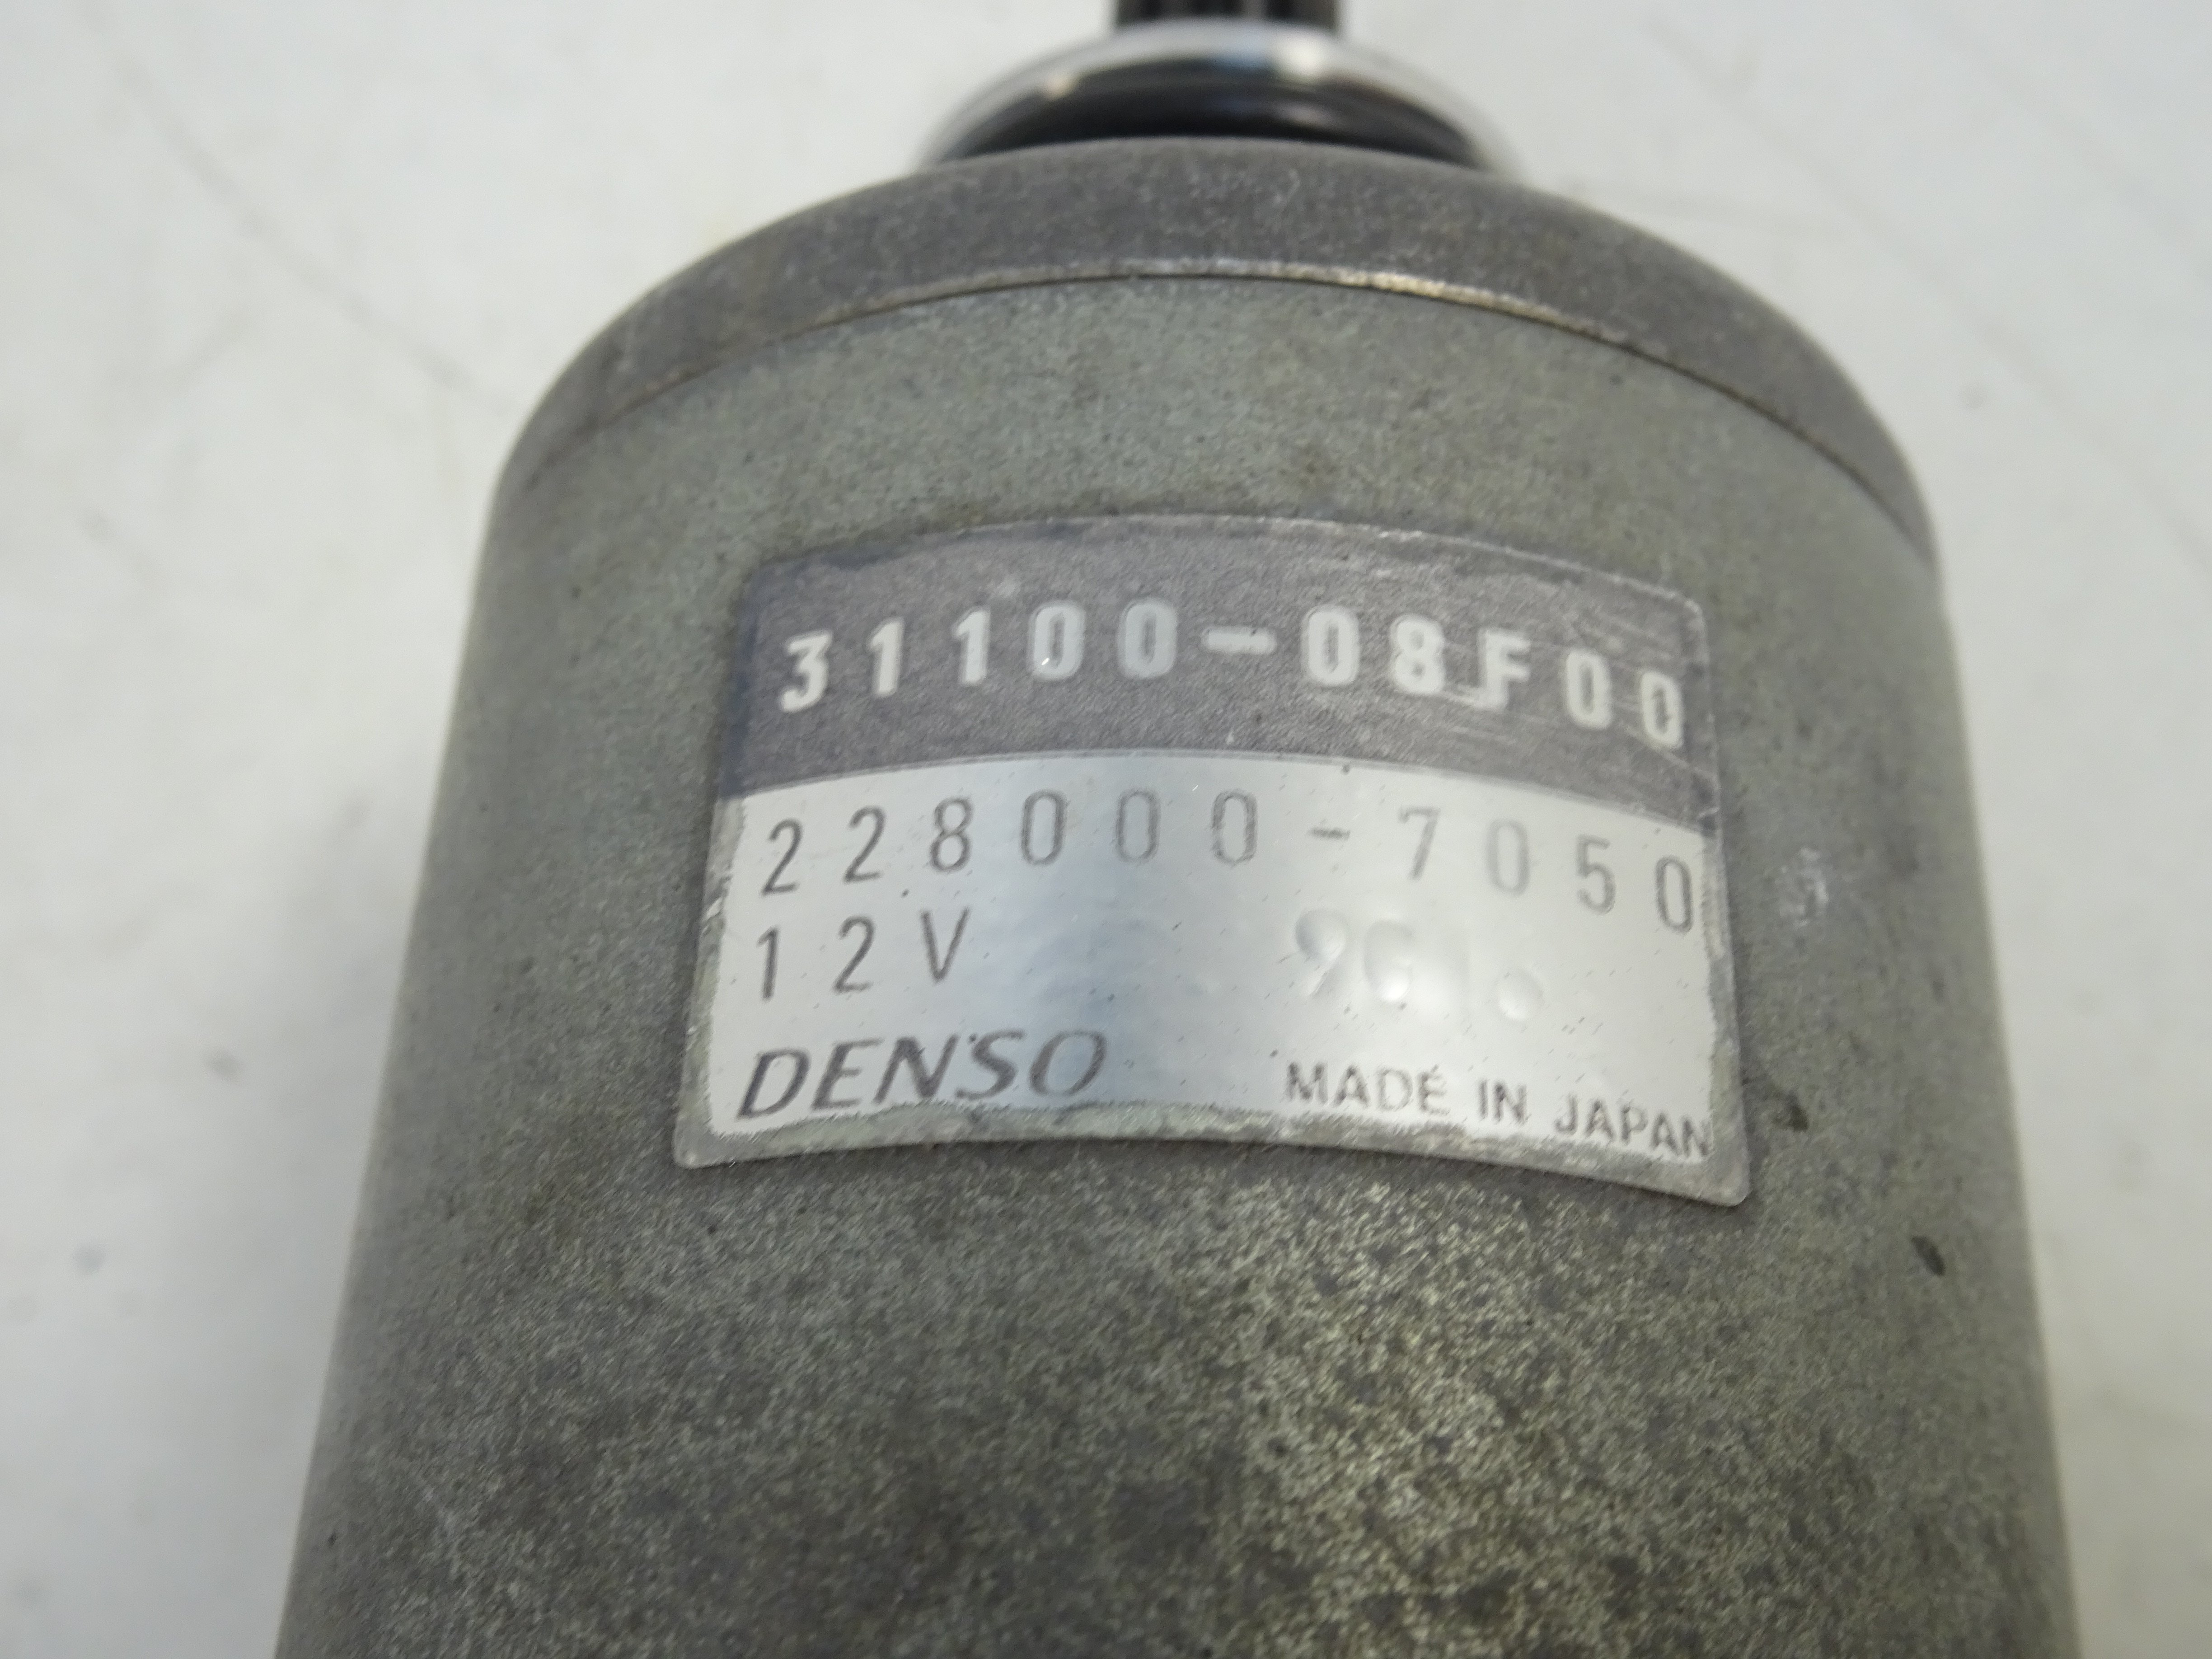 31100-08F00
228000-7050
12V
DENSO MADE IN JAPAN